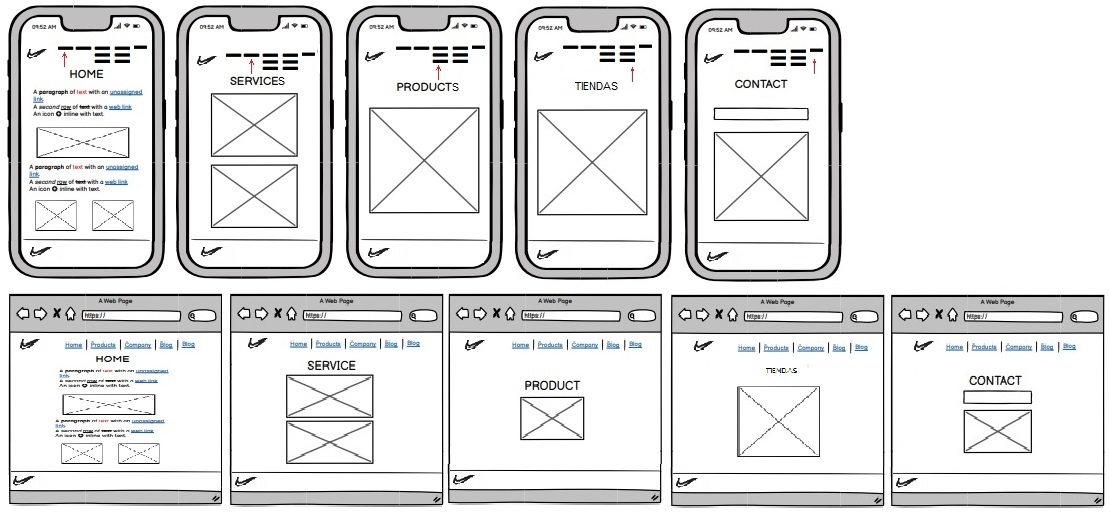 09:52 AM
HOME
A paragraph of text with an unassigned
link.
A second row of text with a web link
An icon inline with text.
A paragraph of text with an unassigned
link.
A second row of text with a web link
An icon inline with text.
09:52 AM
SERVICES
09:52 AM
PRODUCTS
09:52 AM
TIENDAS
09:52 AM
CONTACT
A Web Page
https://
Home | Products | Company | Blog | Blog
HOME
A paragraph of text with an unassigned
link.
A second row of text with a web link
An icon inline with text.
A paragraph of text with an unassigned
link.
A second row of text with a web link
An icon inline with text.
A Web Page
https://
Home | Products | Company | Blog | Blog
SERVICE
A Web Page
https://
Home | Products | Company | Blog | Blog
PRODUCT
A Web Page
https://
Home | Products | Company | Blog | Blog
TIENDAS
A Web Page
https://
Home | Products | Company | Blog | Blog
CONTACT